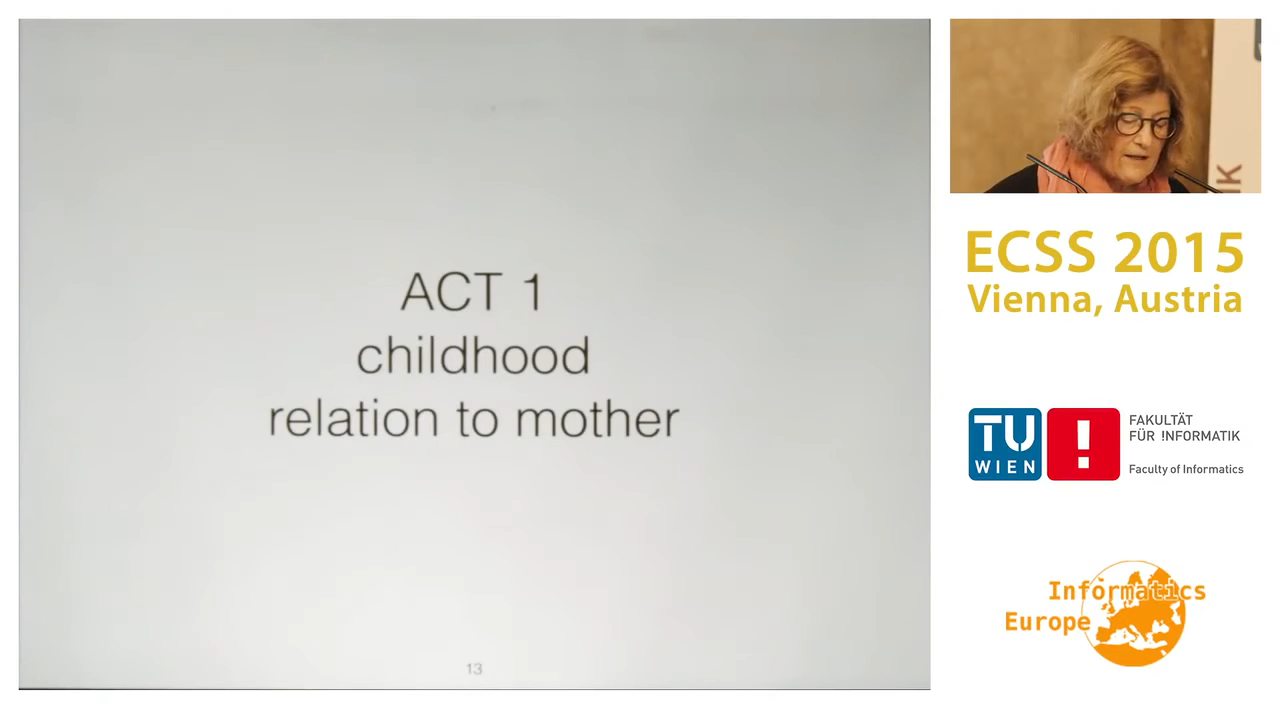 ACT 1
childhood
relation to mother
13
IK
ECSS 2015
Vienna, Austria
TU
WIEN
!
FAKULTÄT
FÜR !NFORMATIK
Faculty of Informatics
Informatics
Europe